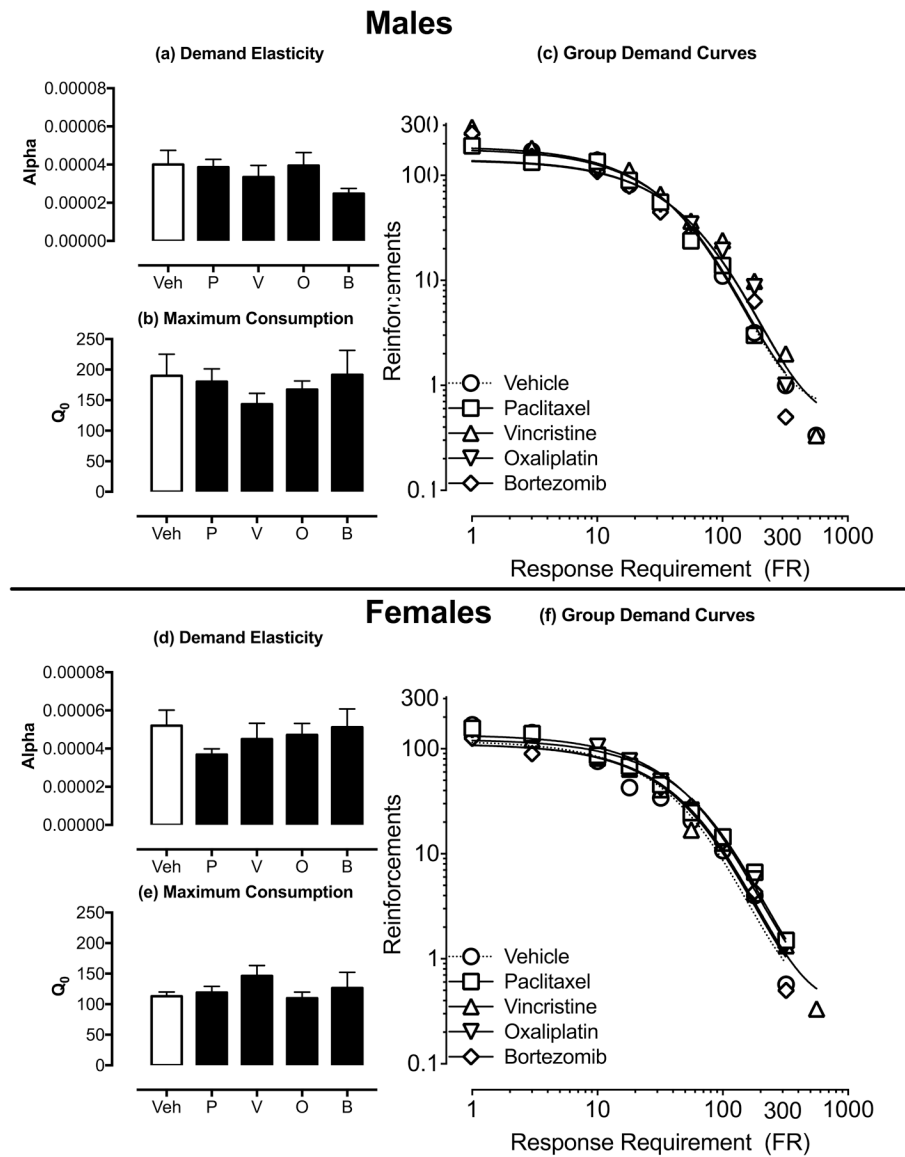 Males
(a) Demand Elasticity
Alpha
0.00008
0.00006
0.00004
0.00002
0.00000
Veh P V O B
(b) Maximum Consumption
Q0
250
200
150
100
50
0
Veh P V O B
(c) Group Demand Curves
Reinforcements
300
100
10
1
0.1
Vehicle
Paclitaxel
Vincristine
Oxaliplatin
Bortezomib
1 10 100 300 1000
Response Requirement (FR)
Females
(d) Demand Elasticity
Alpha
0.00008
0.00006
0.00004
0.00002
0.00000
Veh P V O B
(e) Maximum Consumption
Q0
250
200
150
100
50
0
Veh P V O B
(f) Group Demand Curves
Reinforcements
300
100
10
1
0.1
Vehicle
Paclitaxel
Vincristine
Oxaliplatin
Bortezomib
1 10 100 300 1000
Response Requirement (FR)